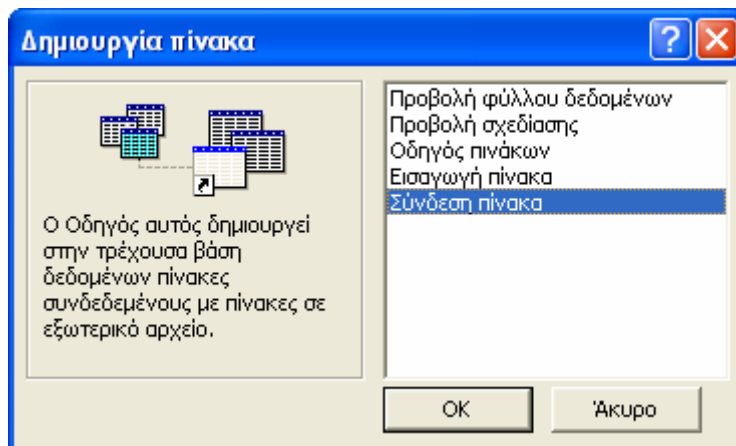 Δημιουργία πίνακα
Ο Οδηγός αυτός δημιουργεί
στην τρέχουσα βάση
δεδομένων πίνακες
συνδεδεμένους με πίνακες σε
εξωτερικό αρχείο.
Προβολή φύλλου δεδομένων
Προβολή σχεδίασης
Οδηγός πινάκων
Εισαγωγή πίνακα
Σύνδεση πίνακα
OK
Άκυρο